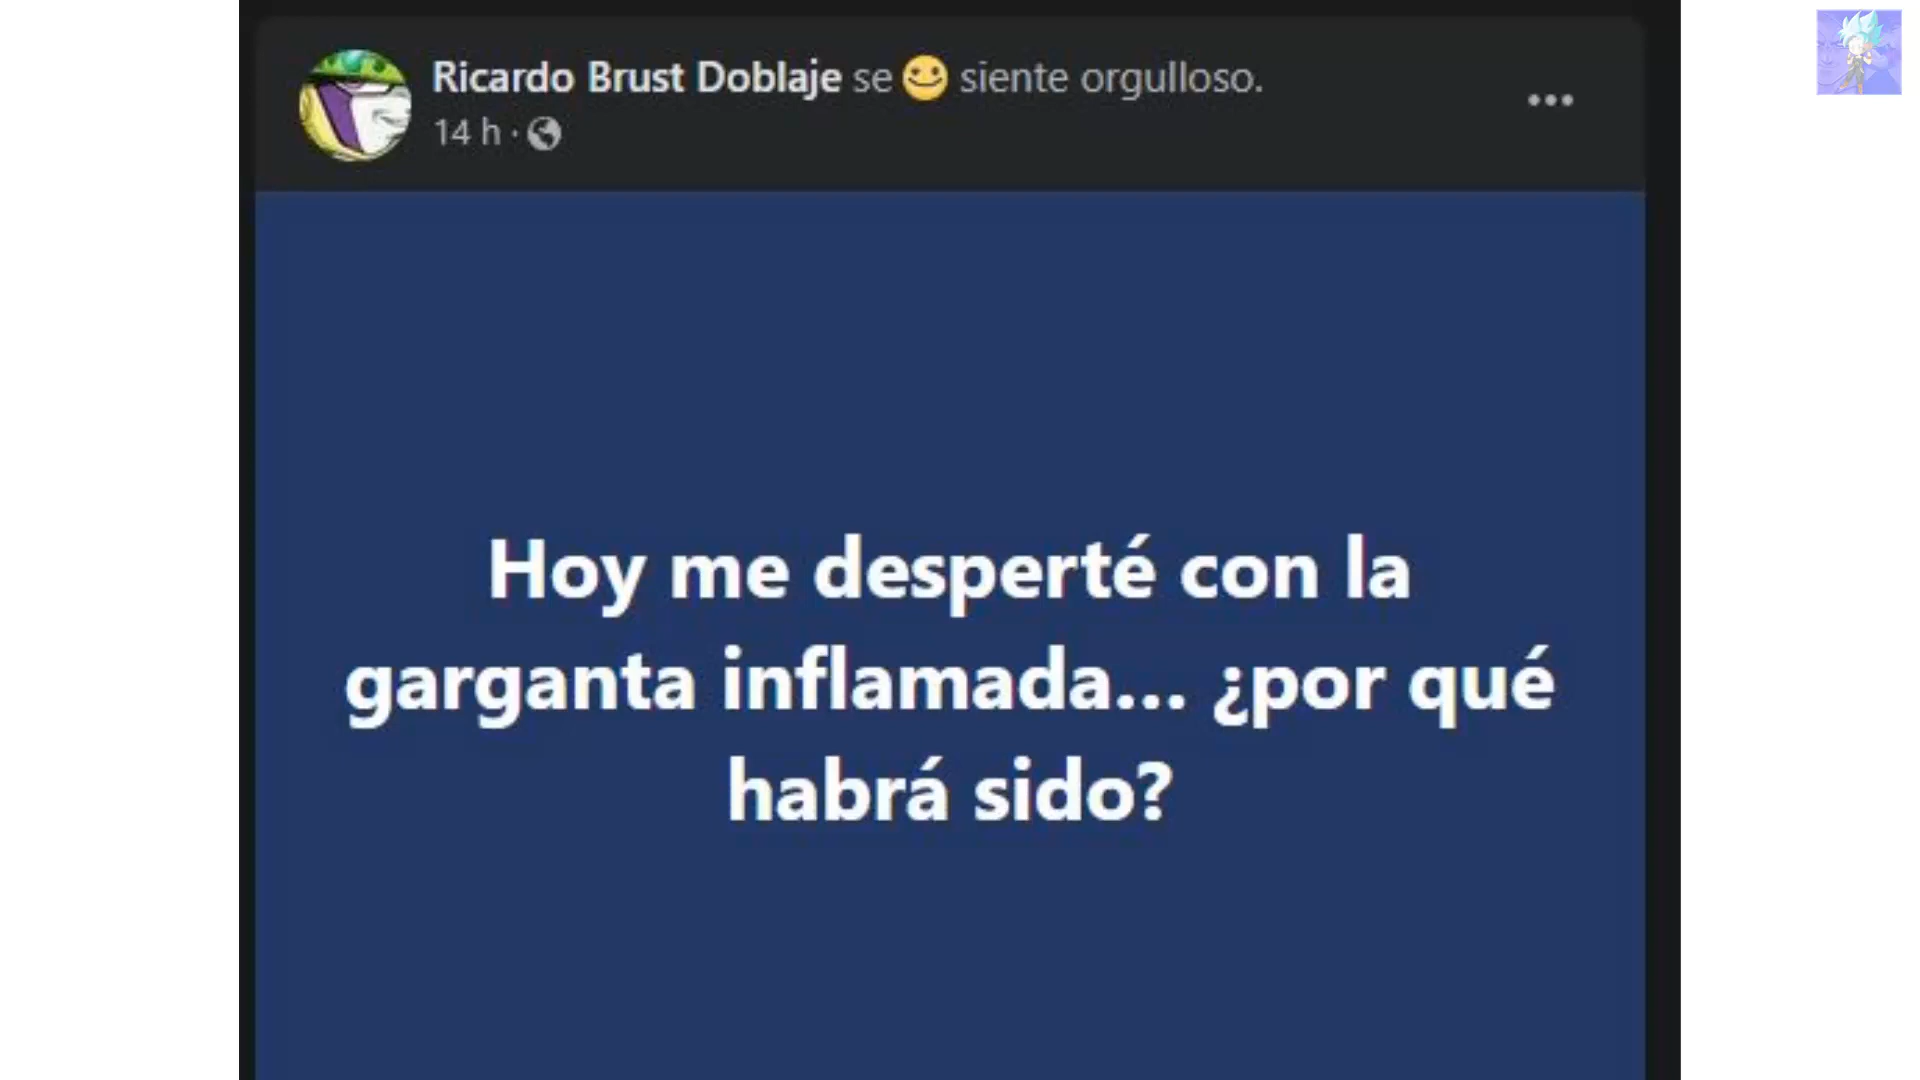 Ricardo Brust Doblaje se 😀 siente orgulloso.
14 h ·
Hoy me desperté con la
garganta inflamada... ¿por qué
habrá sido?